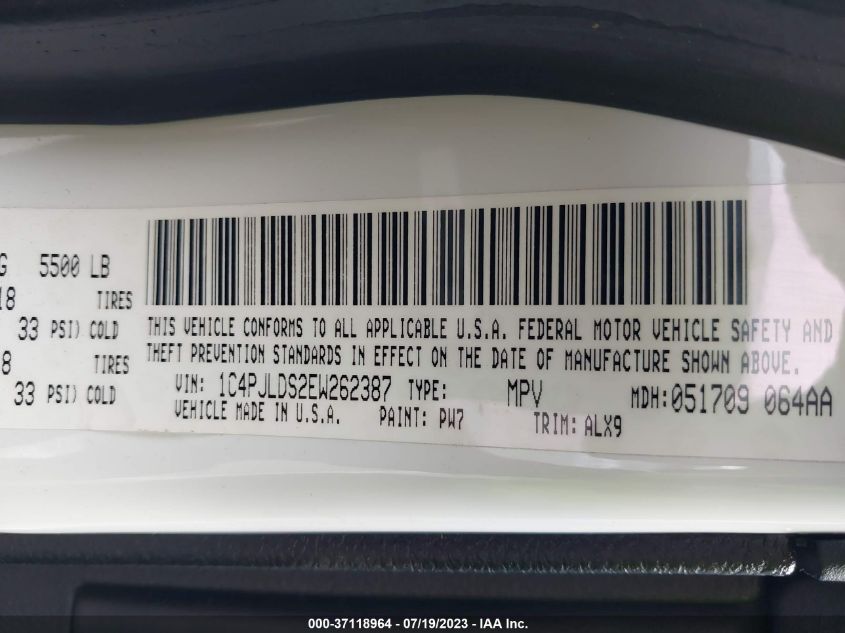 G 5500 LB
18 TIRES
33 PSI) COLD
8 TIRES
33 PSI) COLD
THIS VEHICLE CONFORMS TO ALL APPLICABLE U.S.A. FEDERAL MOTOR VEHICLE SAFETY AND
THEFT PREVENTION STANDARDS IN EFFECT ON THE DATE OF MANUFACTURE SHOWN ABOVE.
VIN: 1C4PJLDS2EW262387 TYPE: MPV MDH:051709 064AA
VEHICLE MADE IN U.S.A. PAINT: PW7 TRIM: ALX9
000-37118964 / 07/19/2023 - © IAA, Inc.